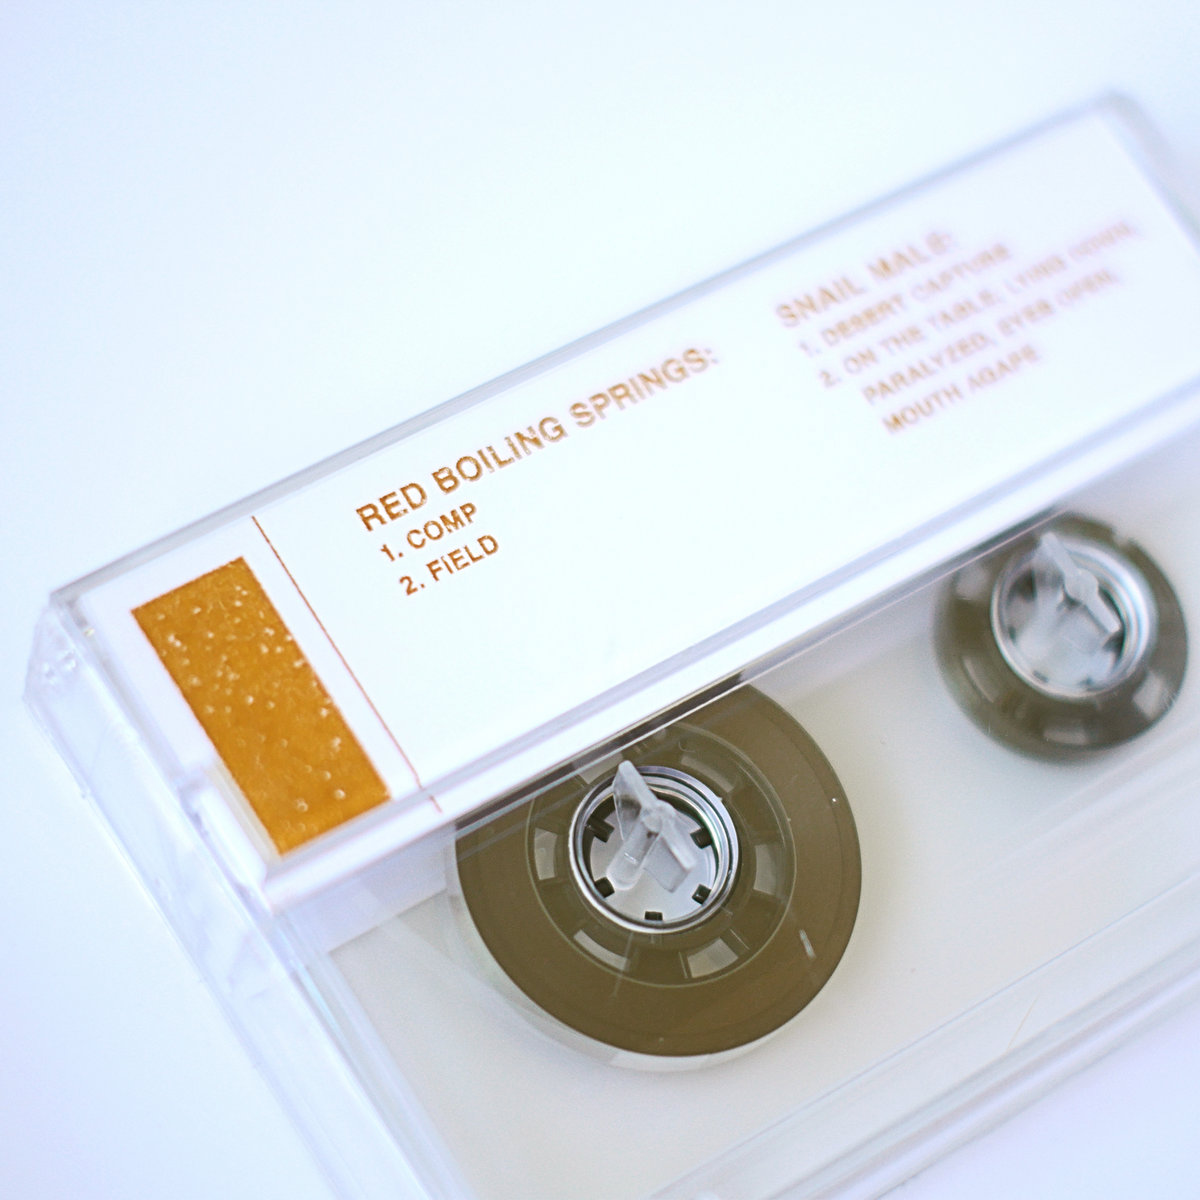 RED BOILING SPRINGS:
1. COMP
2. FIELD
SNAIL MALE:
1. DESERT CAPTURE
2. ON THE TABLE, LYING DOWN,
PARALYZED, EYES OPEN,
MOUTH AGAPE